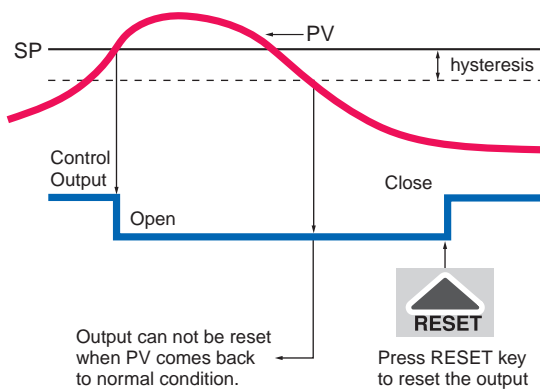 PV
SP
hysteresis
Control
Output
Close
Open
RESET
Output can not be reset
when PV comes back
to normal condition.
Press RESET key
to reset the output